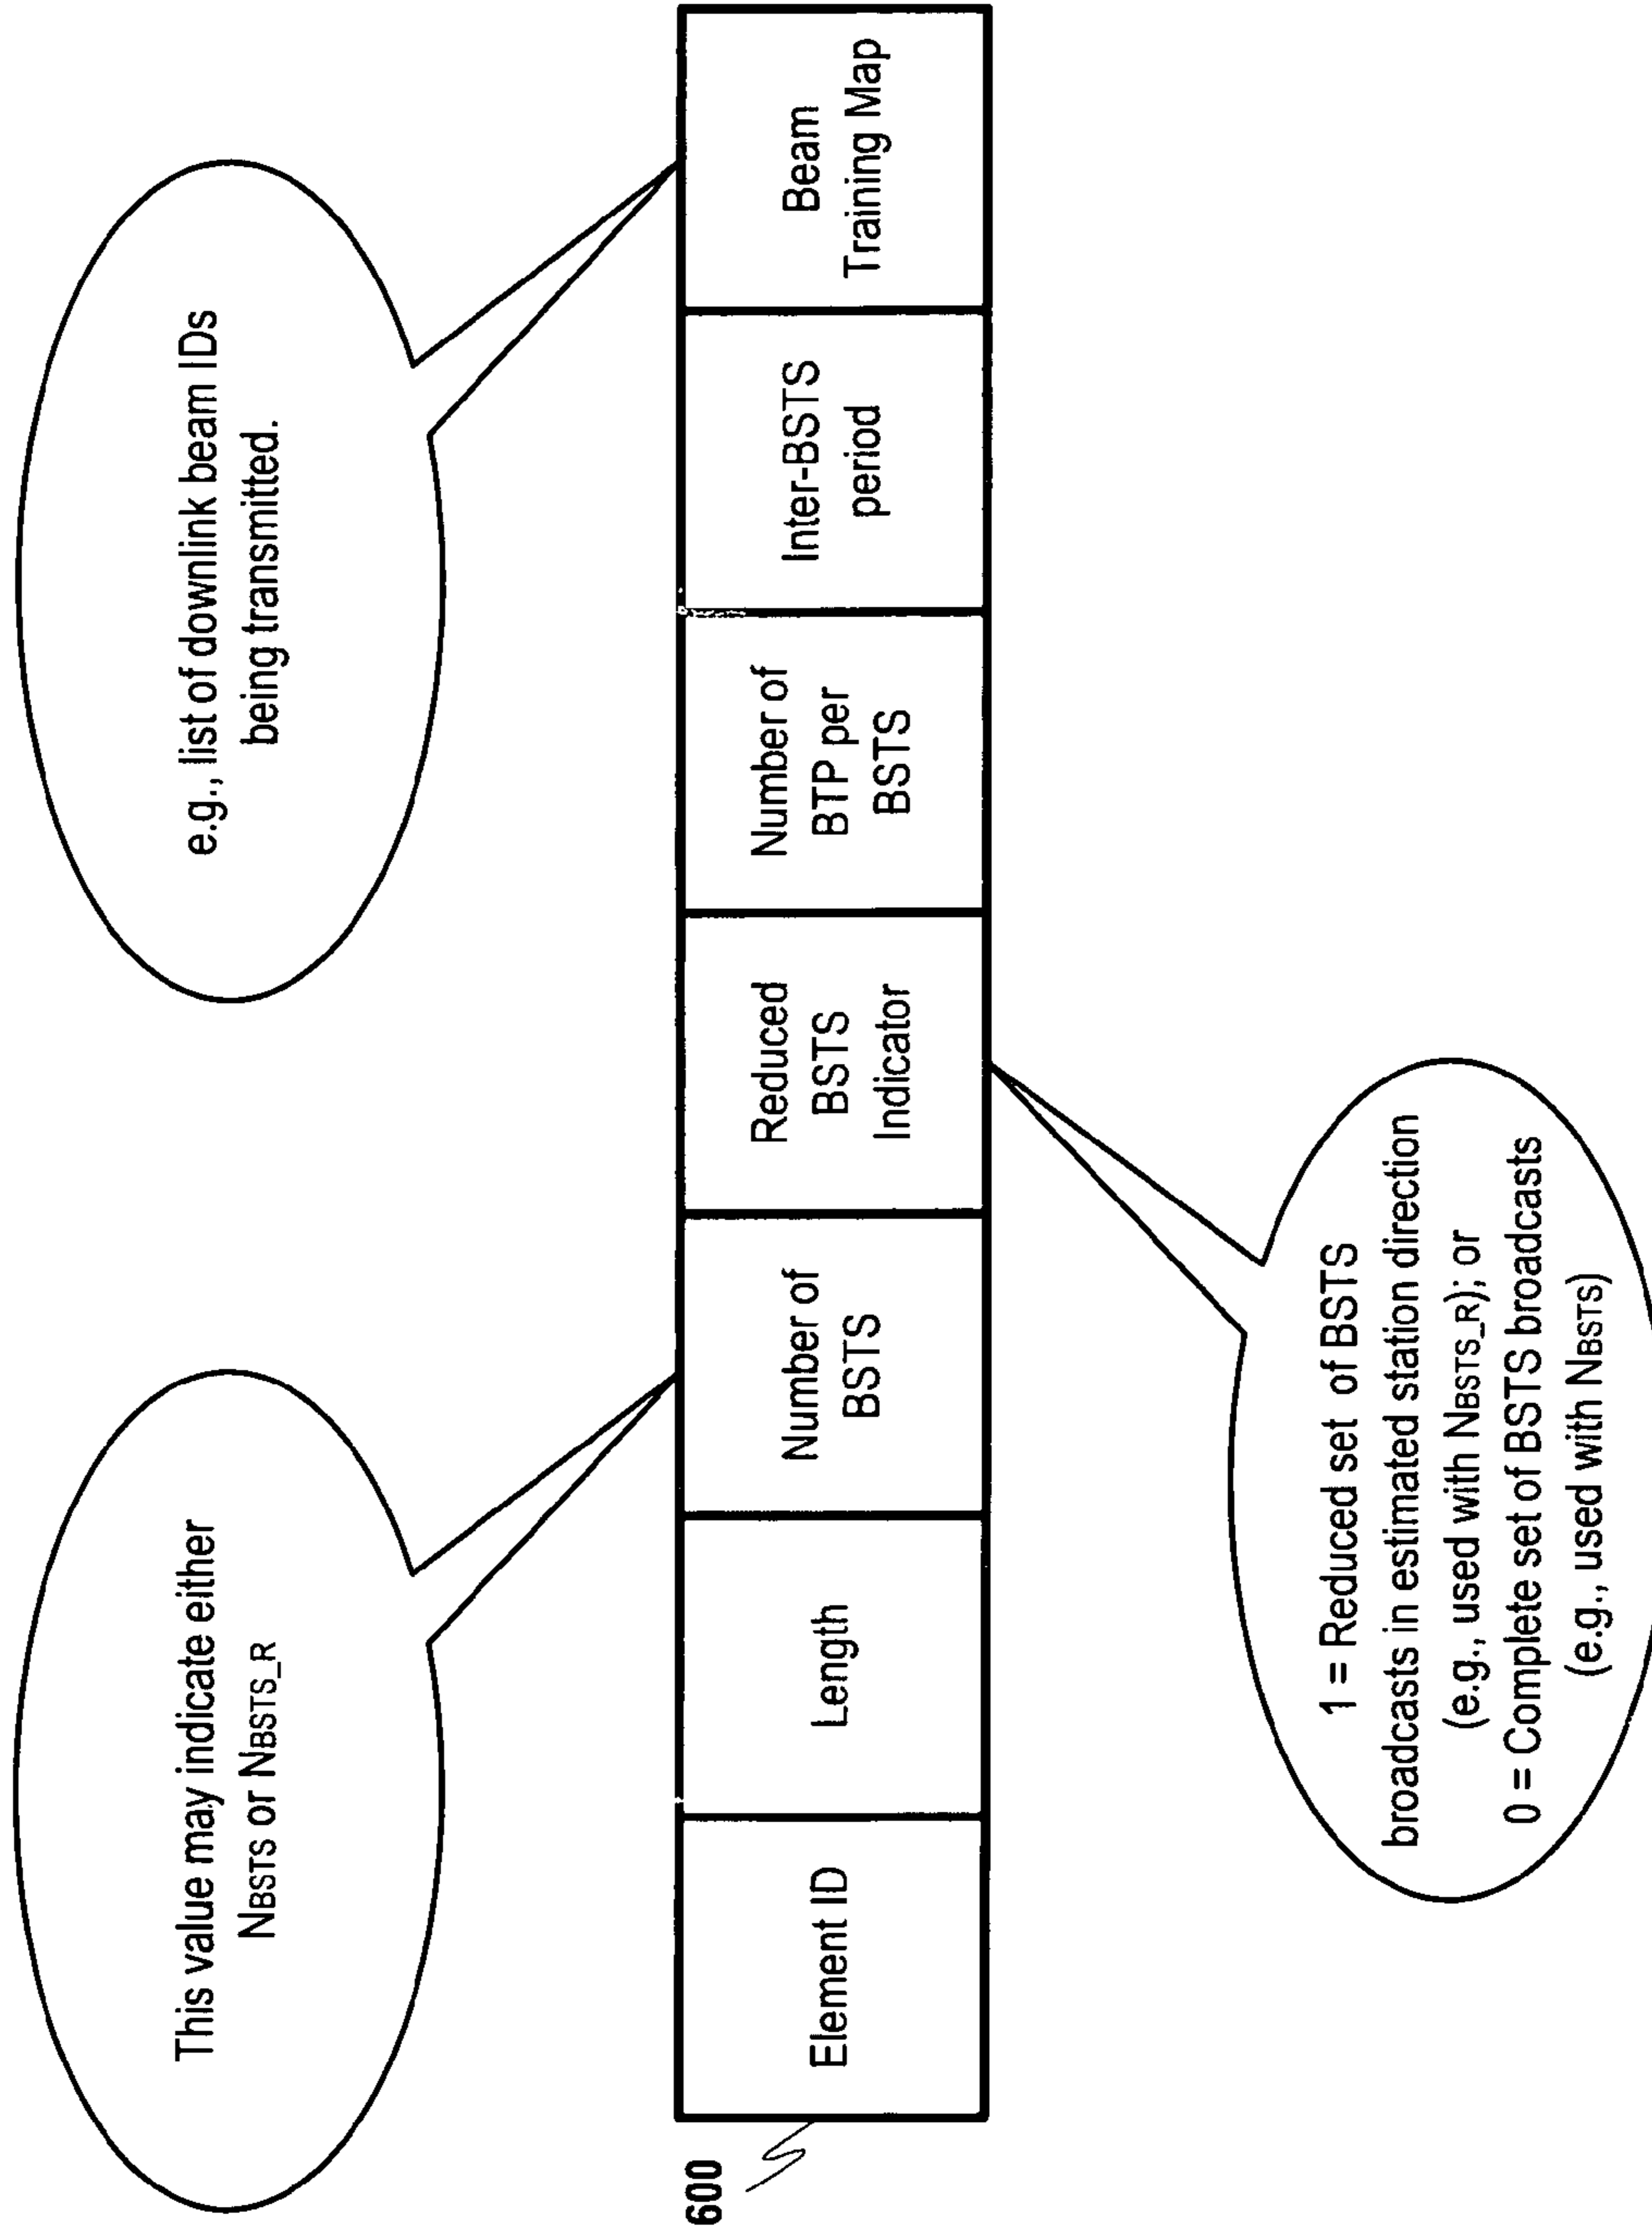 This value may indicate either
NBSTS or NBSTS_R
e.g., list of downlink beam IDs
being transmitted.
600
Element ID
Length
Number of
BSTS
Reduced
BSTS
Indicator
Number of
BTP per
BSTS
Inter-BSTS
period
Beam
Training Map
1 = Reduced set of BSTS
broadcasts in estimated station direction
(e.g., used with NBSTS_R); or
0 = Complete set of BSTS broadcasts
(e.g., used with NBSTS)